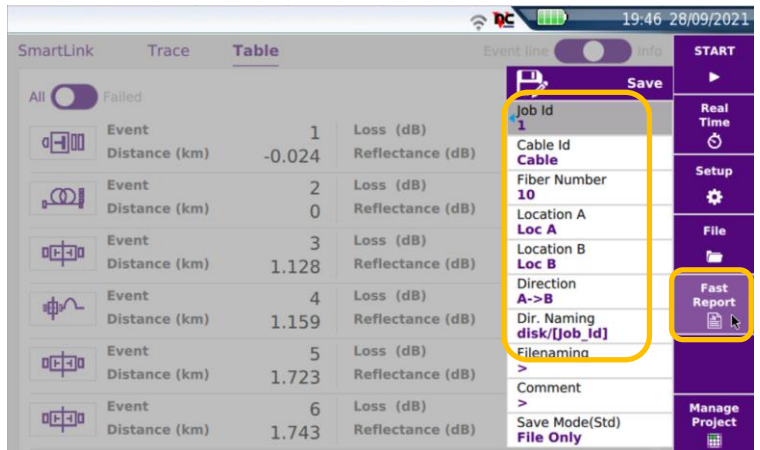 19:46 28/09/2021
SmartLink Trace Table Event line Info
All Failed
Event 1 Loss (dB)
Distance (km) -0.024 Reflectance (dB)
Event 2 Loss (dB)
Distance (km) 0 Reflectance (dB)
Event 3 Loss (dB)
Distance (km) 1.128 Reflectance (dB)
Event 4 Loss (dB)
Distance (km) 1.159 Reflectance (dB)
Event 5 Loss (dB)
Distance (km) 1.723 Reflectance (dB)
Event 6 Loss (dB)
Distance (km) 1.743 Reflectance (dB)
Save
Job Id
1
Cable Id
Cable
Fiber Number
10
Location A
Loc A
Location B
Loc B
Direction
A->B
Dir. Naming
disk/[Job_Id]
Filenaming
>
Comment
>
Save Mode(Std)
File Only
START
Real
Time
Setup
File
Fast
Report
Manage
Project